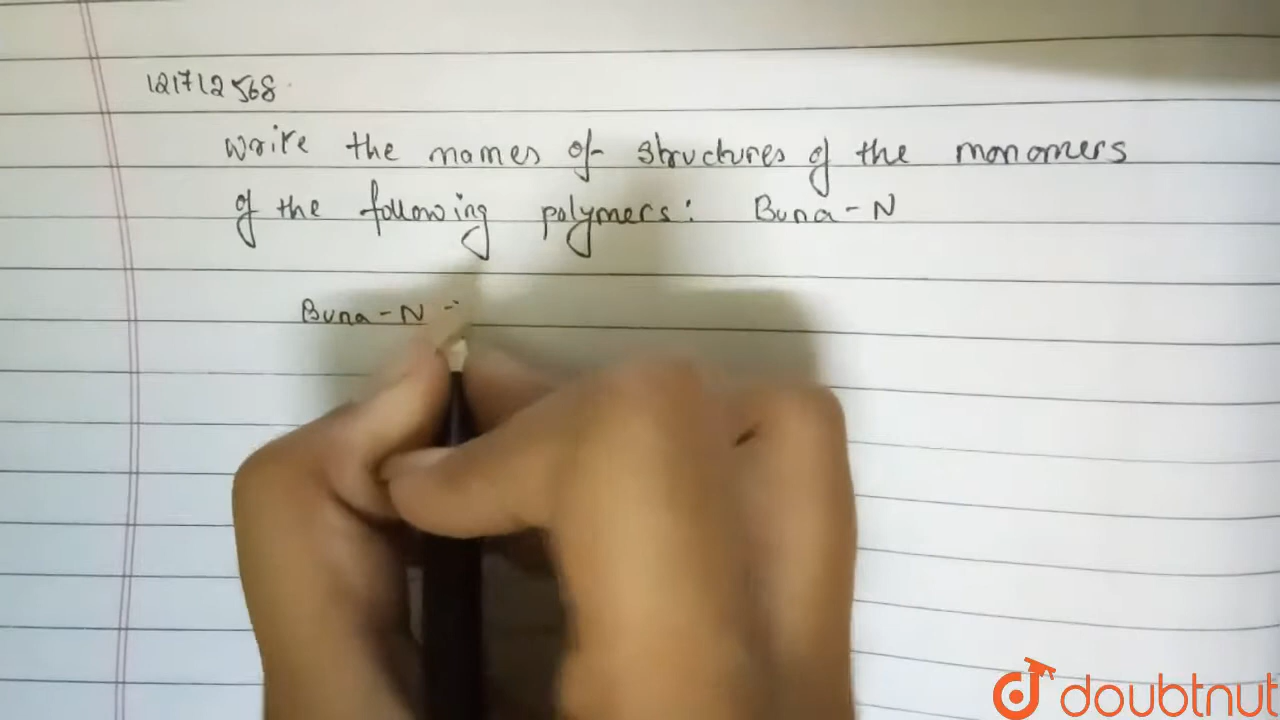 121712568
Write the names of structures of the monomers
of the following polymers: Buna-N
Buna-N
doubtnut